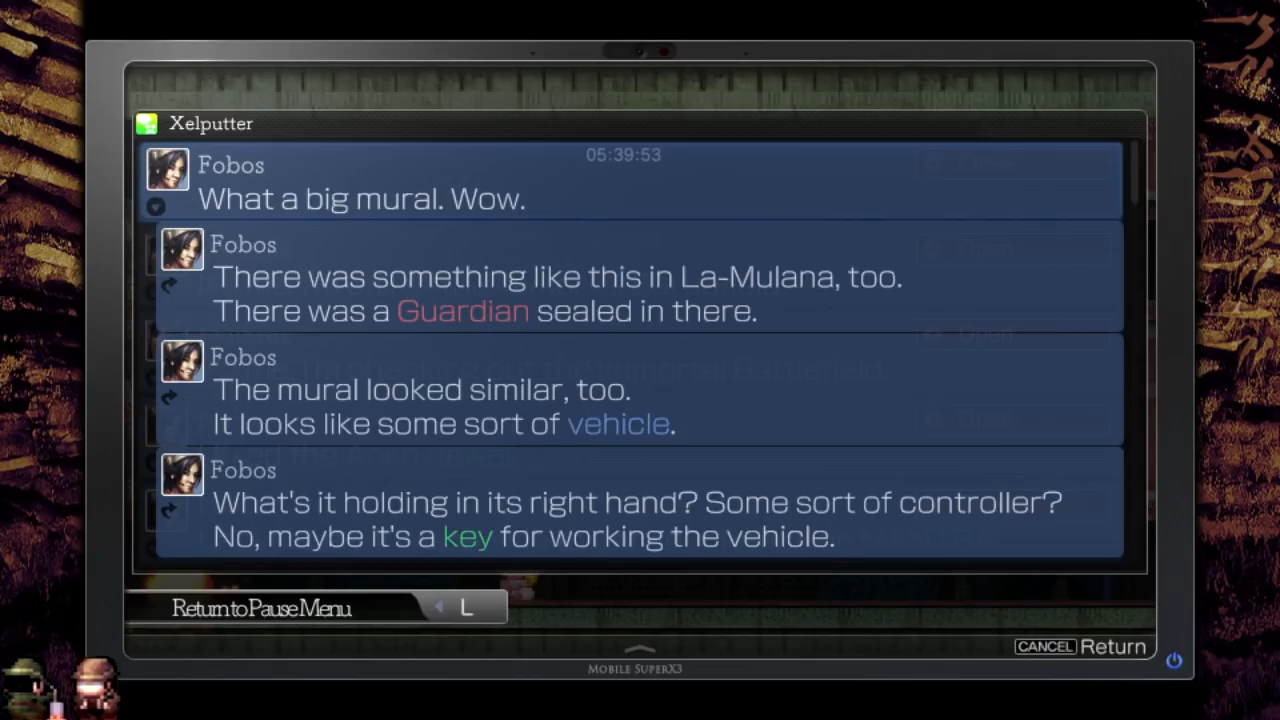 Xelputter
Fobos
05:39:53
What a big mural. Wow.
Fobos
There was something like this in La-Mulana, too.
There was a Guardian sealed in there.
Fobos
The mural looked similar, too.
It looks like some sort of vehicle.
Fobos
What's it holding in its right hand? Some sort of controller?
No, maybe it's a key for working the vehicle.
Return to Pause Menu
L
CANCEL Return
MOBILE SUPERX3